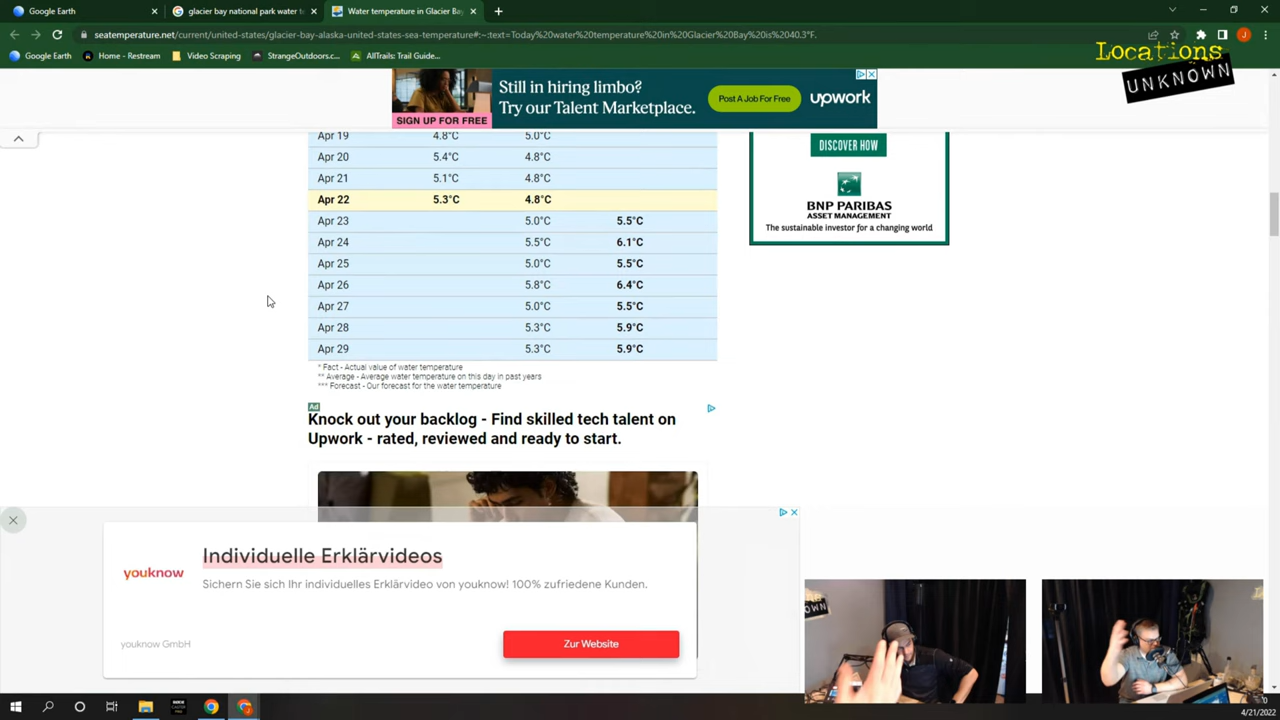 Google Earth
glacier bay national park water t
Water temperature in Glacier Bay
seatemperature.net/current/united-states/glacier-bay-alaska-united-states-sea-temperature#:~:text=Today%20water%20temperature%20in%20Glacier%20Bay%20is%2040.3°F.
Google Earth
Home - Restream
Video Scraping
StrangeOutdoors.c...
AllTrails: Trail Guide...
Locations
UNKNOWN
Still in hiring limbo?
Try our Talent Marketplace.
SIGN UP FOR FREE
Post A Job For Free
upwork
Apr 19 4.8°C 5.0°C
Apr 20 5.4°C 4.8°C
Apr 21 5.1°C 4.8°C
Apr 22 5.3°C 4.8°C
Apr 23 5.0°C 5.5°C
Apr 24 5.5°C 6.1°C
Apr 25 5.0°C 5.5°C
Apr 26 5.8°C 6.4°C
Apr 27 5.0°C 5.5°C
Apr 28 5.3°C 5.9°C
Apr 29 5.3°C 5.9°C
* Fact - Actual value of water temperature
** Average - Average water temperature on this day in past years
*** Forecast - Our forecast for the water temperature
DISCOVER HOW
BNP PARIBAS
ASSET MANAGEMENT
The sustainable investor for a changing world
Ad
Knock out your backlog - Find skilled tech talent on
Upwork - rated, reviewed and ready to start.
youknow
Individuelle Erklärvideos
Sichern Sie sich Ihr individuelles Erklärvideo von youknow! 100% zufriedene Kunden.
youknow GmbH
Zur Website
4/21/2022